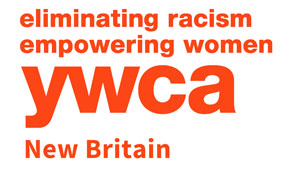 eliminating racism
empowering women
ywca
New Britain